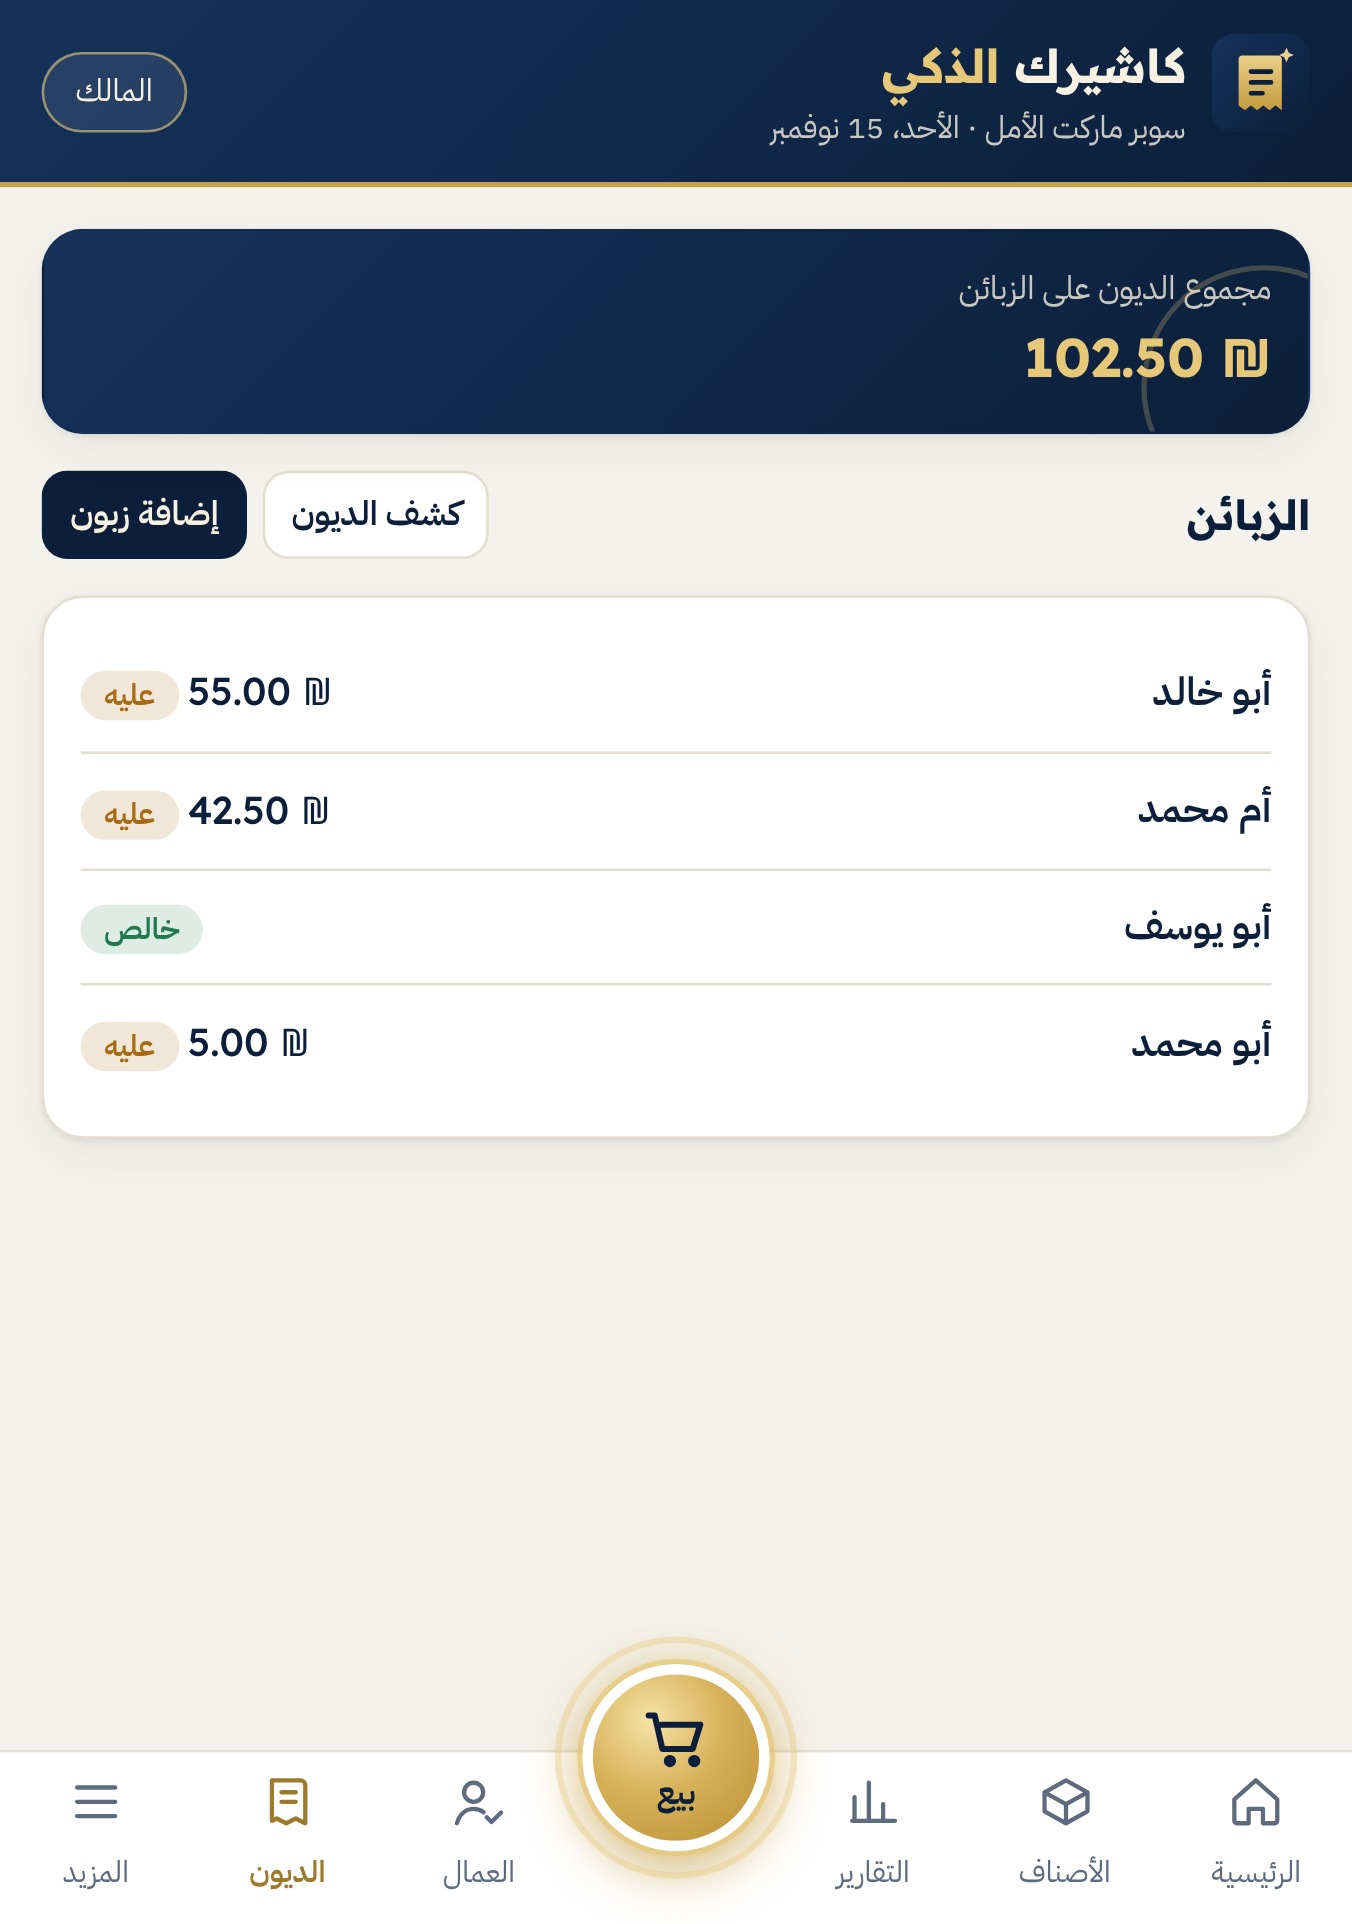 كاشيرك الذكي
سوبر ماركت الأمل · الأحد، 15 نوفمبر
المالك
مجموع الديون على الزبائن
₪ 102.50
الزبائن
كشف الديون
إضافة زبون
أبو خالد ₪ 55.00 عليه
أم محمد ₪ 42.50 عليه
أبو يوسف خالص
أبو محمد ₪ 5.00 عليه
الرئيسية
الأصناف
التقارير
بيع
العمال
الديون
المزيد